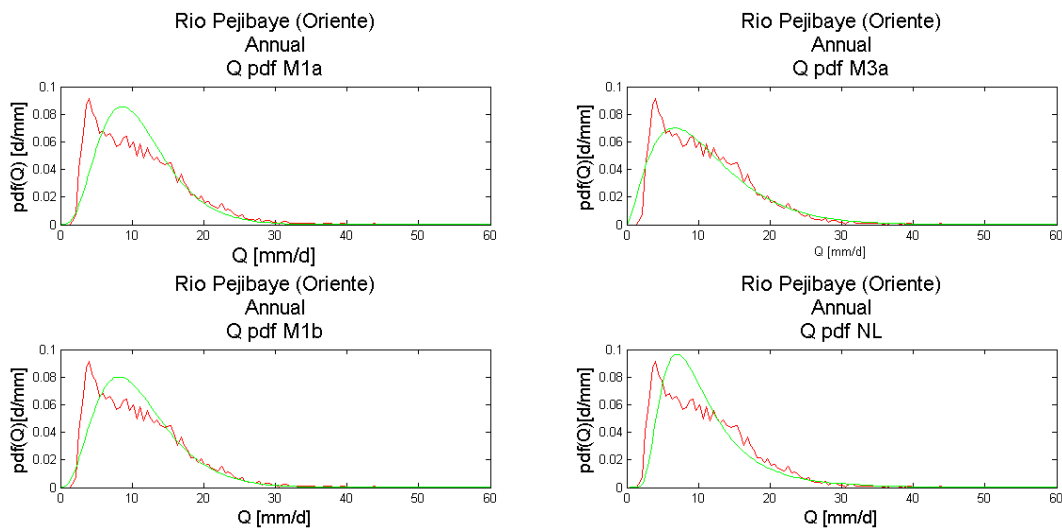 Rio Pejibaye (Oriente)
Annual
Q pdf M1a
0.1
0.08
0.06
0.04
0.02
0
0 10 20 30 40 50 60
pdf(Q) [d/mm]
Q [mm/d]
Rio Pejibaye (Oriente)
Annual
Q pdf M3a
0.1
0.08
0.06
0.04
0.02
0
0 10 20 30 40 50 60
pdf(Q)[d/mm]
Q [mm/d]
Rio Pejibaye (Oriente)
Annual
Q pdf M1b
0.1
0.08
0.06
0.04
0.02
0
0 10 20 30 40 50 60
pdf(Q)[d/mm]
Q [mm/d]
Rio Pejibaye (Oriente)
Annual
Q pdf NL
0.1
0.08
0.06
0.04
0.02
0
0 10 20 30 40 50 60
pdf(Q)[d/mm]
Q [mm/d]